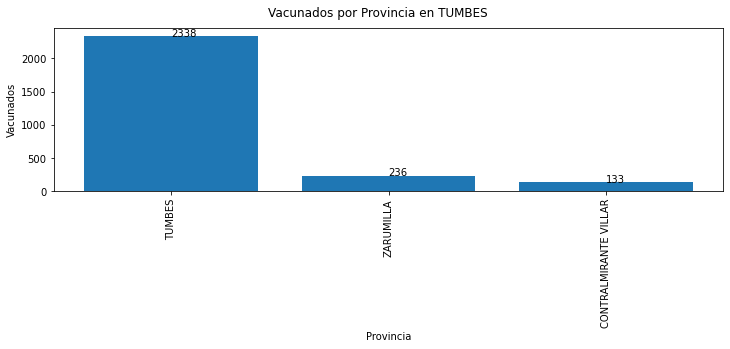 Vacunados por Provincia en TUMBES
Vacunados
2000
1500
1000
500
0
2338
236
133
TUMBES
ZARUMILLA
CONTRALMIRANTE VILLAR
Provincia